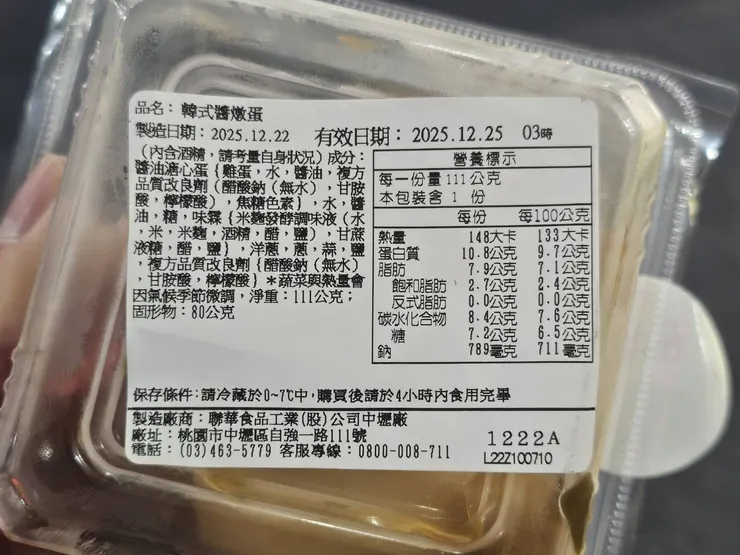 品名：韓式醬燉蛋
製造日期：2025.12.22 有效日期：2025.12.25 03時
（內含酒精，請考量自身狀況）成分：
醬油溏心蛋{雞蛋，水，醬油，複方
品質改良劑（醋酸鈉（無水），甘胺
酸，檸檬酸），焦糖色素}，水，醬
油，糖，味霖{米麴發酵調味液（水
，米，米麴，酒精，醋，鹽），甘蔗
液糖，醋，鹽}，洋蔥，蔥，蒜，鹽
，複方品質改良劑{醋酸鈉（無水）
，甘胺酸，檸檬酸}＊蔬菜與熱量會
因氣候季節微調，淨重：111公克；
固形物：80公克
營養標示
每一份量111公克
本包裝含 1 份
每份 每100公克
熱量 148大卡 133大卡
蛋白質 10.8公克 9.7公克
脂肪 7.9公克 7.1公克
飽和脂肪 2.7公克 2.4公克
反式脂肪 0.0公克 0.0公克
碳水化合物 8.4公克 7.6公克
糖 7.2公克 6.5公克
鈉 789毫克 711毫克
保存條件：請冷藏於0~7℃中，購買後請於4小時內食用完畢
製造廠商：聯華食品工業(股)公司中壢廠
廠址：桃園市中壢區自強一路111號
電話：(03)463-5779 客服專線：0800-008-711
1222A
L22Z100710